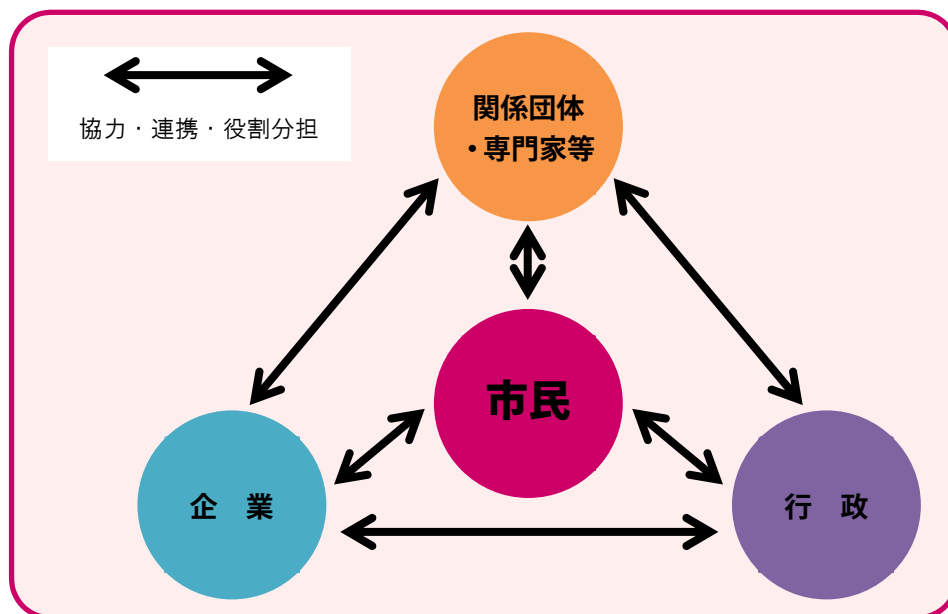 協力・連携・役割分担
関係団体
・専門家等
市民
企　業
行　政